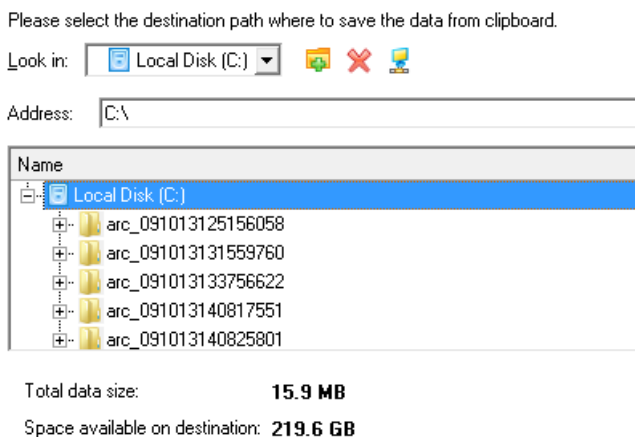 Please select the destination path where to save the data from clipboard.
Look in: Local Disk (C:)
Address: C:\
Name
Local Disk (C:)
arc_091013125156058
arc_091013131559760
arc_091013133756622
arc_091013140817551
arc_091013140825801
Total data size: 15.9 MB
Space available on destination: 219.6 GB